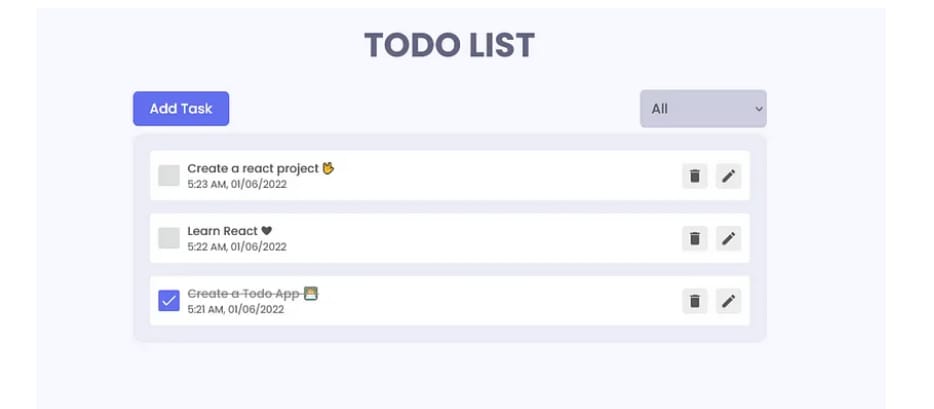 TODO LIST
Add Task
All
Create a react project
5:23 AM, 01/06/2022
Learn React 🖤
5:22 AM, 01/06/2022
Create a Todo App
5:21 AM, 01/06/2022